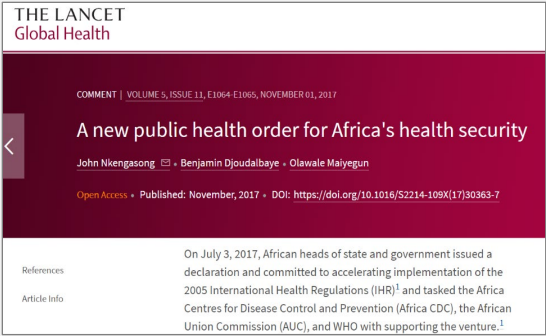 THE LANCET
Global Health
COMMENT | VOLUME 5, ISSUE 11, E1064-E1065, NOVEMBER 01, 2017
A new public health order for Africa's health security
John Nkengasong • Benjamin Djoudalbaye • Olawale Maiyegun
Open Access • Published: November, 2017 • DOI: https://doi.org/10.1016/S2214-109X(17)30363-7
On July 3, 2017, African heads of state and government issued a
declaration and committed to accelerating implementation of the
References
2005 International Health Regulations (IHR)1 and tasked the Africa
Centres for Disease Control and Prevention (Africa CDC), the African
Article Info
Union Commission (AUC), and WHO with supporting the venture.1